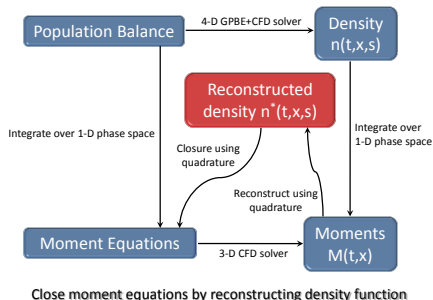 4-D GPBE+CFD solver
Population Balance
Density
n(t,x,s)
Reconstructed
density n*(t,x,s)
Integrate over 1-D phase space
Integrate over
1-D phase space
Closure using
quadrature
Reconstruct using
quadrature
Moment Equations
3-D CFD solver
Moments
M(t,x)
Close moment equations by reconstructing density function